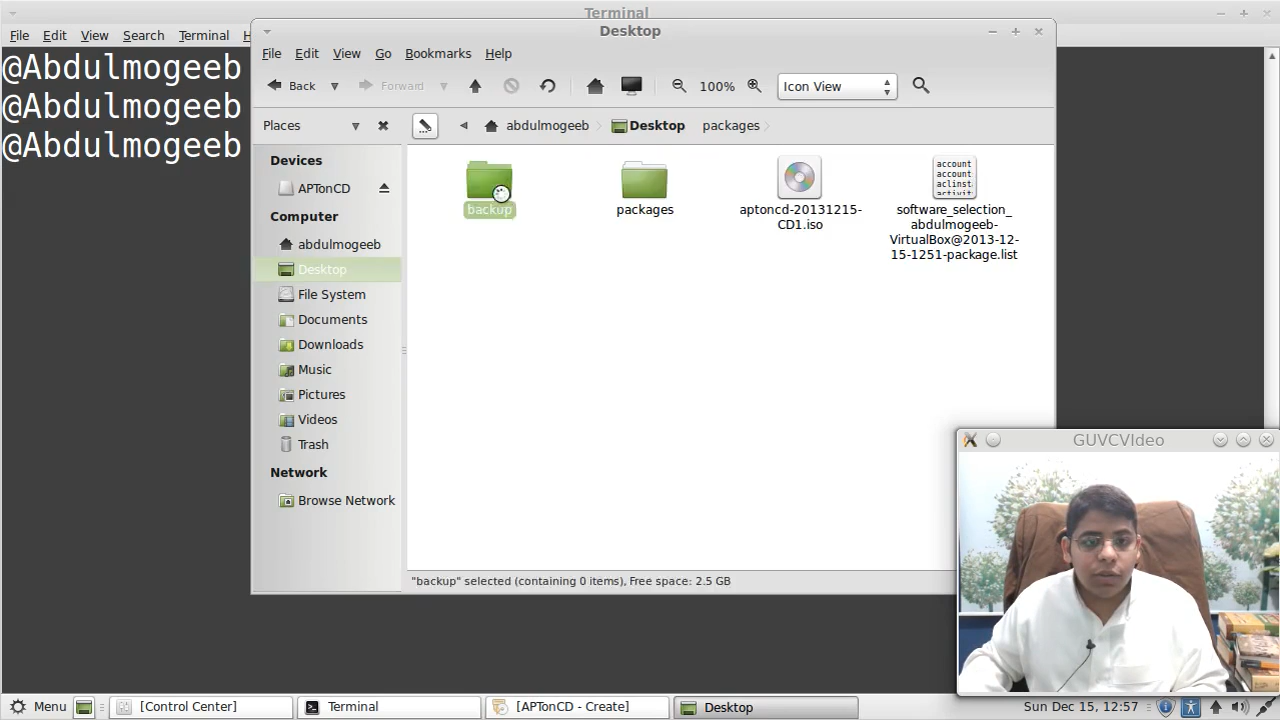 Terminal
File Edit View Search Terminal H
@Abdulmogeeb
@Abdulmogeeb
@Abdulmogeeb
Desktop
File Edit View Go Bookmarks Help
Back Forward 100% Icon View
Places abdulmogeeb Desktop packages
Devices
APTonCD
Computer
abdulmogeeb
Desktop
File System
Documents
Downloads
Music
Pictures
Videos
Trash
Network
Browse Network
backup
packages
aptoncd-20131215-
CD1.iso
account
account
aclinst
activit
software_selection_
abdulmogeeb-
VirtualBox@2013-12-
15-1251-package.list
"backup" selected (containing 0 items), Free space: 2.5 GB
GUVCVIdeo
Menu [Control Center] Terminal [APTonCD - Create] Desktop Sun Dec 15, 12:57